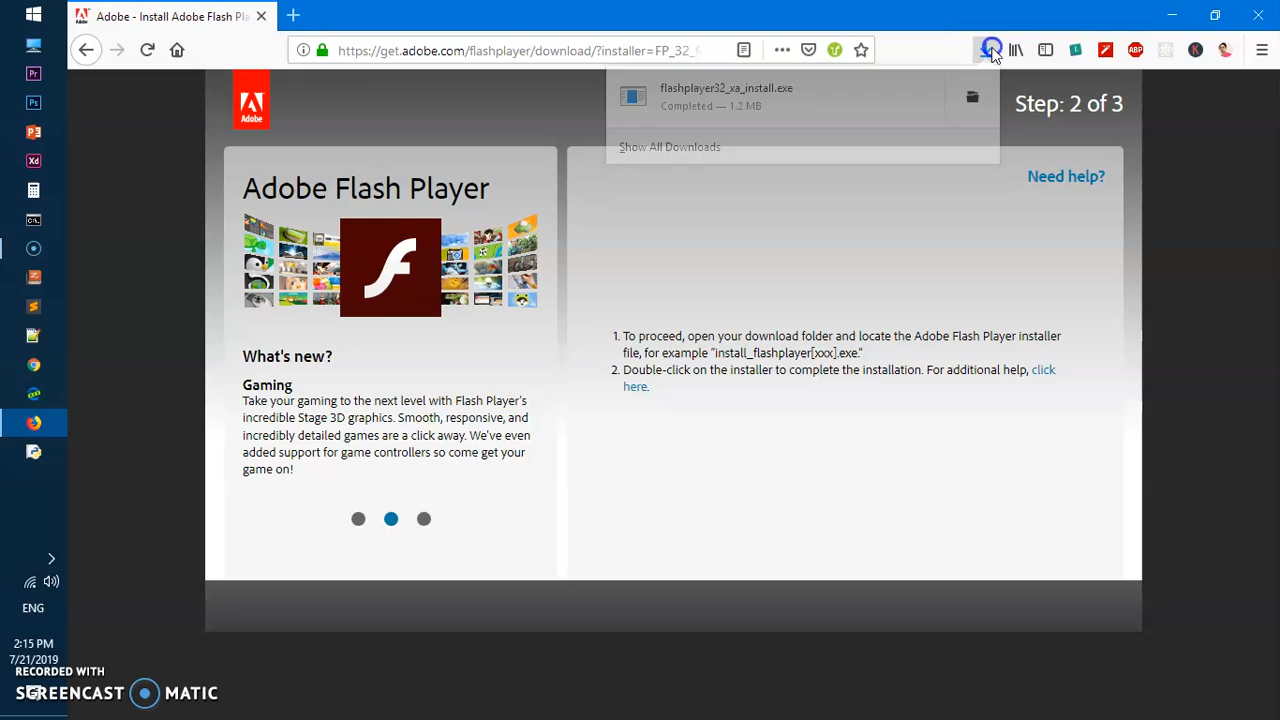 Adobe - Install Adobe Flash Pla
https://get.adobe.com/flashplayer/download/?installer=FP_32_f
ABP
K
Pr
Ps
Xd
Adobe
flashplayer32_xa_install.exe
Completed — 1.2 MB
Show All Downloads
Step: 2 of 3
Need help?
Adobe Flash Player
What's new?
Gaming
Take your gaming to the next level with Flash Player's
incredible Stage 3D graphics. Smooth, responsive, and
incredibly detailed games are a click away. We've even
added support for game controllers so come get your
game on!
1. To proceed, open your download folder and locate the Adobe Flash Player installer
file, for example "install_flashplayer[xxx].exe."
2. Double-click on the installer to complete the installation. For additional help, click
here.
ENG
2:15 PM
7/21/2019
RECORDED WITH
SCREENCAST MATIC